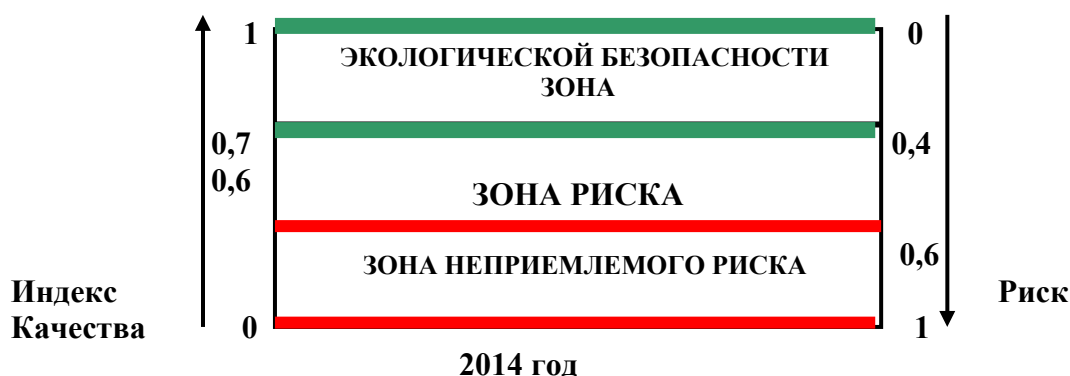 1
0
ЭКОЛОГИЧЕСКОЙ БЕЗОПАСНОСТИ
ЗОНА
0,7
0,4
0,6
ЗОНА РИСКА
0,6
ЗОНА НЕПРИЕМЛЕМОГО РИСКА
Индекс
Качества
Риск
0
1
2014 год